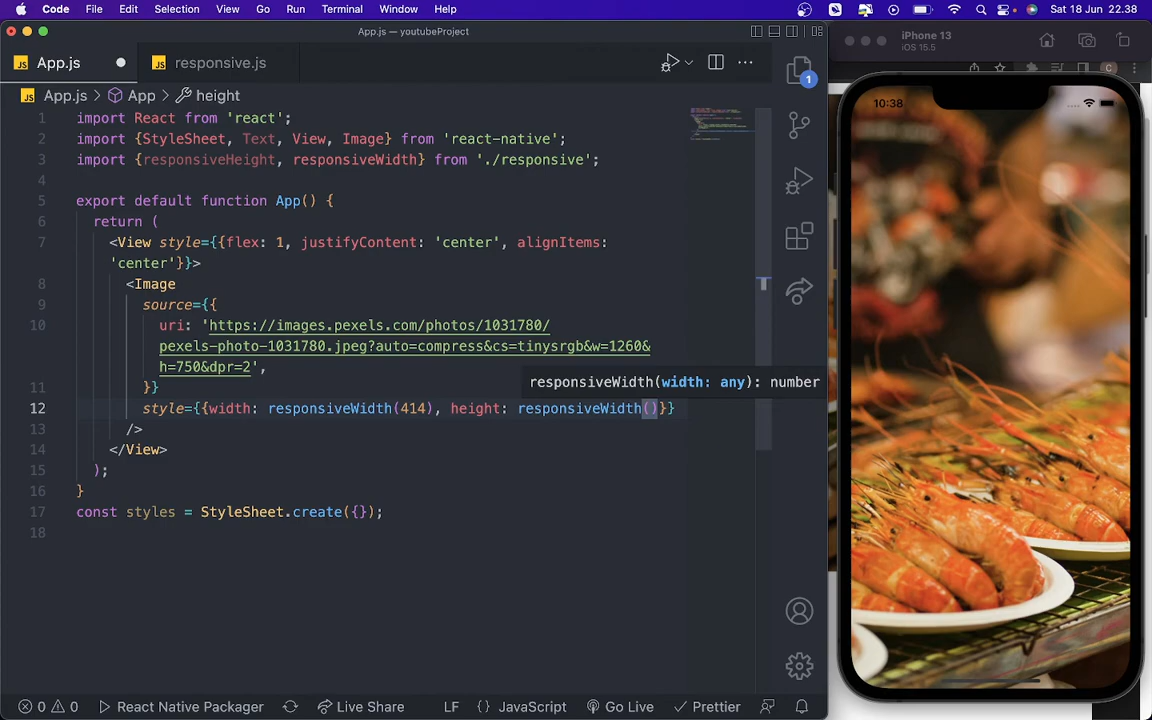 Code File Edit Selection View Go Run Terminal Window Help Sat 18 Jun 22.38
App.js — youtubeProject
JS App.js JS responsive.js
JS App.js > App > height
1 import React from 'react';
2 import {StyleSheet, Text, View, Image} from 'react-native';
3 import {responsiveHeight, responsiveWidth} from './responsive';
4
5 export default function App() {
6 return (
7 <View style={{flex: 1, justifyContent: 'center', alignItems:
'center'}}>
8 <Image
9 source={{
10 uri: 'https://images.pexels.com/photos/1031780/
pexels-photo-1031780.jpeg?auto=compress&cs=tinysrgb&w=1260&
h=750&dpr=2',
11 }}
responsiveWidth(width: any): number
12 style={{width: responsiveWidth(414), height: responsiveWidth()}}
13 />
14 </View>
15 );
16 }
17 const styles = StyleSheet.create({});
18
1
0 0 React Native Packager Live Share LF {} JavaScript Go Live Prettier
iPhone 13
iOS 15.5
C
10:38